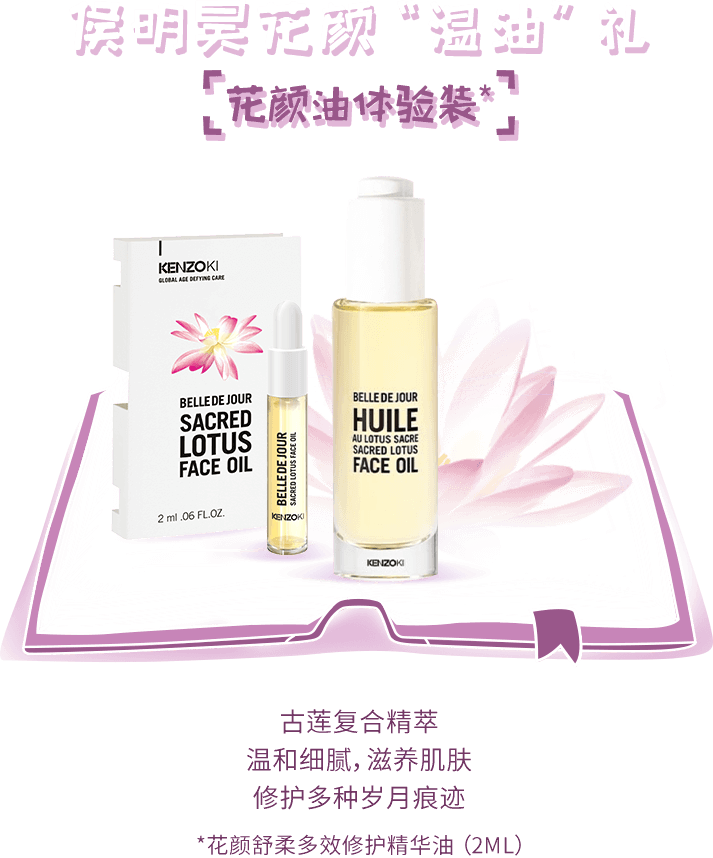 侯明昊花颜“温油”礼
花颜油体验装*
KENZOKI
GLOBAL AGE DEFYING CARE
BELLE DE JOUR
SACRED
LOTUS
FACE OIL
2 ml .06 FL.OZ.
BELLE DE JOUR
SACRED LOTUS FACE OIL
KENZOKI
BELLE DE JOUR
HUILE
AU LOTUS SACRE
SACRED LOTUS
FACE OIL
KENZOKI
古莲复合精萃
温和细腻，滋养肌肤
修护多种岁月痕迹
*花颜舒柔多效修护精华油（2ML）